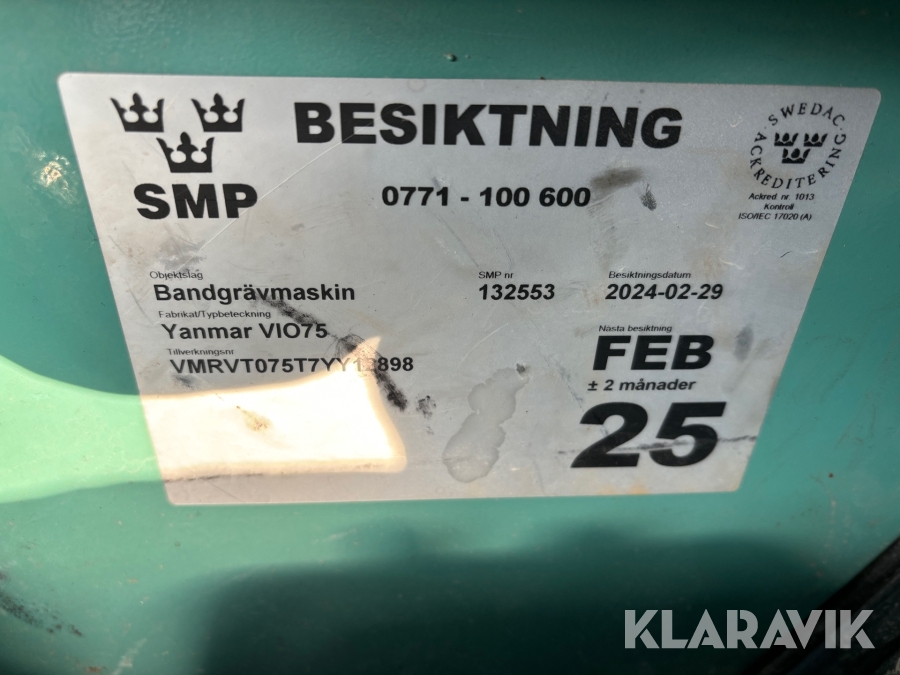 BESIKTNING
SMP
0771 - 100 600
SWEDAC ACKREDITERING
Ackred. nr. 1013
Kontroll
ISO/IEC 17020 (A)
Objektslag
Bandgrävmaskin
SMP nr
132553
Besiktningsdatum
2024-02-29
Fabrikat/Typbeteckning
Yanmar VIO75
Tillverkningsnr
Nästa besiktning
FEB
± 2 månader
25
KLARAVIK